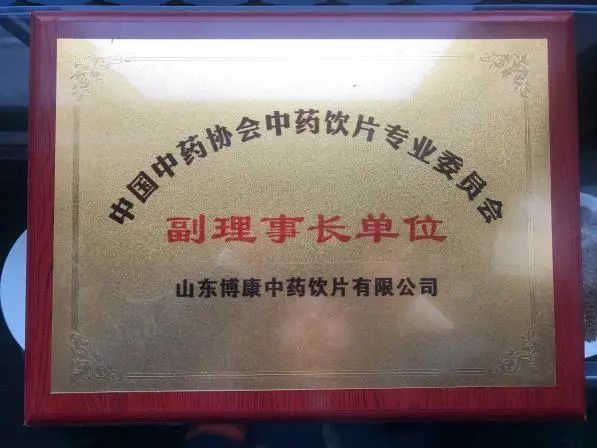 中国中药协会中药饮片专业委员会
副理事长单位
山东博康中药饮片有限公司